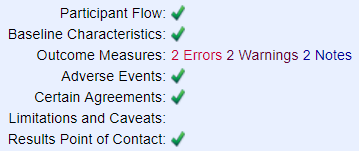 Participant Flow:
Baseline Characteristics:
Outcome Measures: 2 Errors 2 Warnings 2 Notes
Adverse Events:
Certain Agreements:
Limitations and Caveats:
Results Point of Contact: